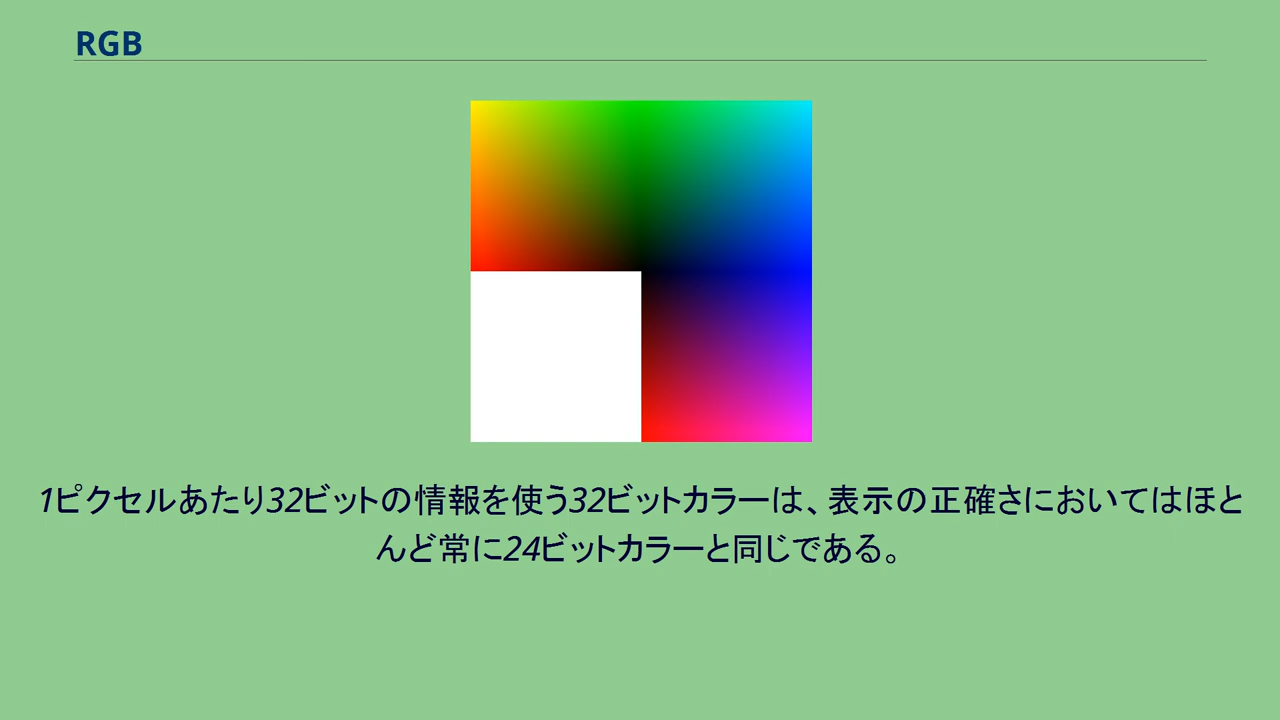 RGB
1ピクセルあたり32ビットの情報を使う32ビットカラーは、表示の正確さにおいてはほと
んど常に24ビットカラーと同じである。